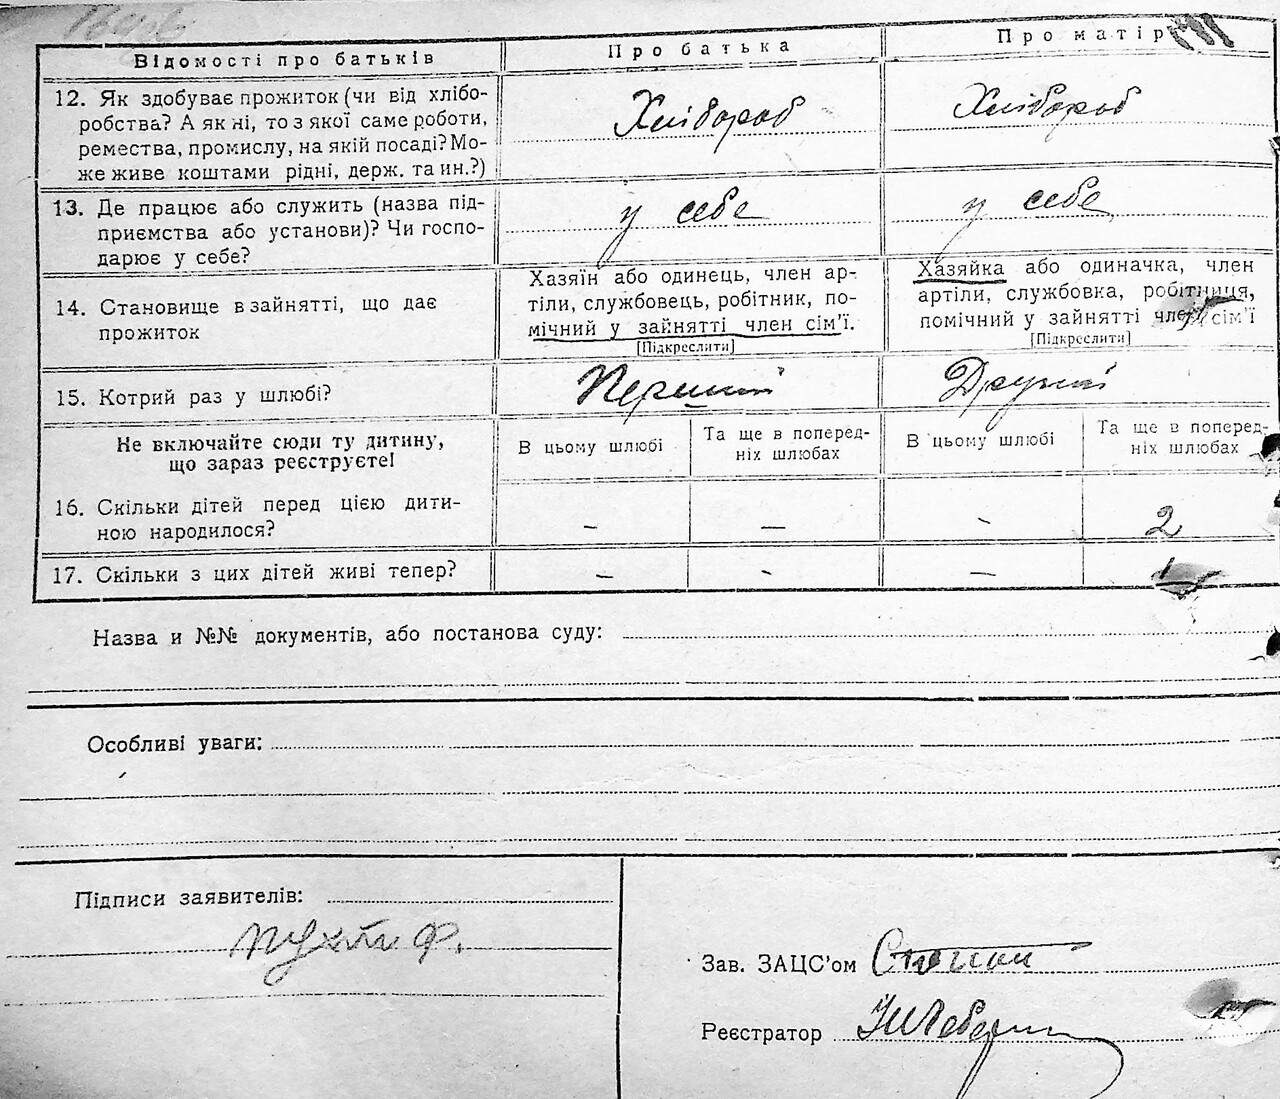 Відомості про батьків Про батька Про матір
12. Як здобуває прожиток (чи від хлібо- Хлібороб Хлібороб
робства? А як ні, то з якої саме роботи,
ремества, промислу, на якій посаді? Мо-
же живе коштами рідні, держ. та ин.?)
13. Де працює або служить (назва під- у себе у себе
приємства або установи)? Чи госпо-
дарює у себе?
14. Становище в зайнятті, що дає
прожиток
Хазяїн або одинець, член ар-
тіли, службовець, робітник, по-
мічний у зайнятті член сім'ї.
[Підкреслити]
Хазяйка або одиначка, член
артіли, службовка, робітниця,
помічний у зайнятті член сім'ї
[Підкреслити]
15. Котрий раз у шлюбі? Перший Другий
Не включайте сюди ту дитину,
що зараз реєструєте!
В цьому шлюбі
Та ще в поперед-
ніх шлюбах
В цьому шлюбі
Та ще в поперед-
ніх шлюбах
16. Скільки дітей перед цією дити-
ною народилося? – – - 2
17. Скільки з цих дітей живі тепер? – - – 1
Назва и №№ документів, або постанова суду:
Особливі уваги:
Підписи заявителів:
Ф.
Зав. ЗАЦС'ом
Реєстратор